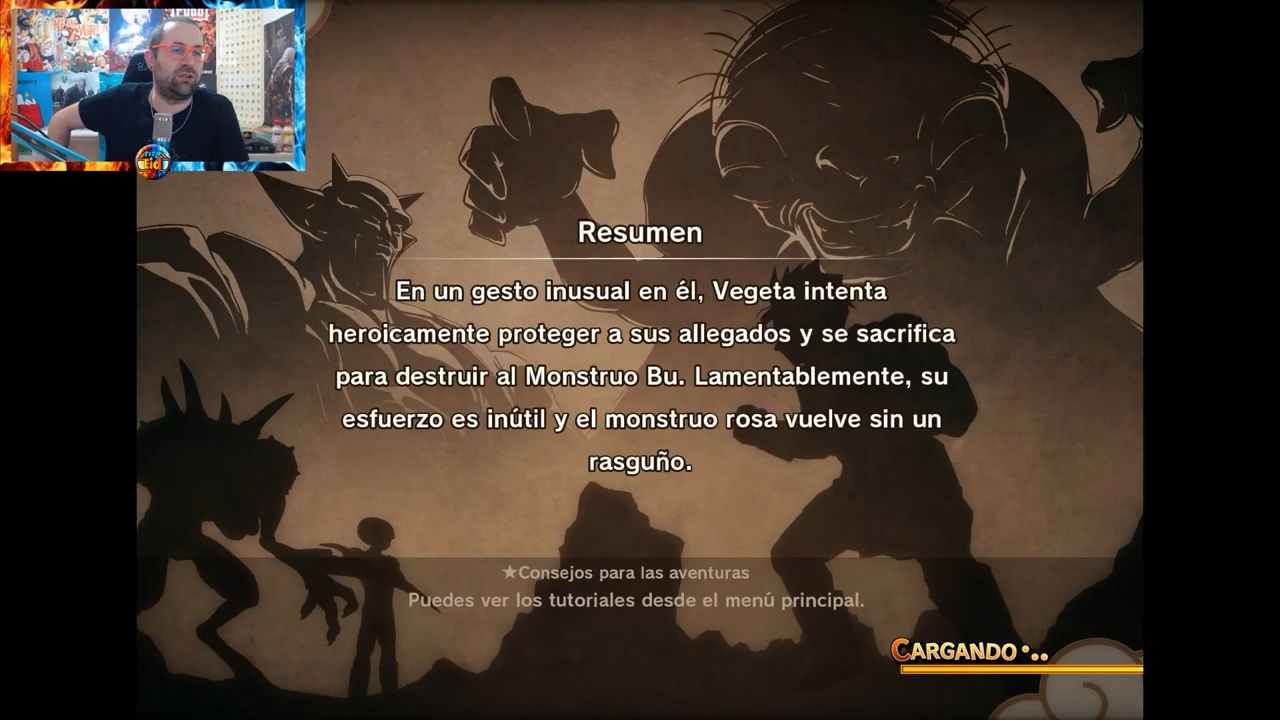 Resumen
En un gesto inusual en él, Vegeta intenta
heroicamente proteger a sus allegados y se sacrifica
para destruir al Monstruo Bu. Lamentablemente, su
esfuerzo es inútil y el monstruo rosa vuelve sin un
rasguño.
★Consejos para las aventuras
Puedes ver los tutoriales desde el menú principal.
CARGANDO...